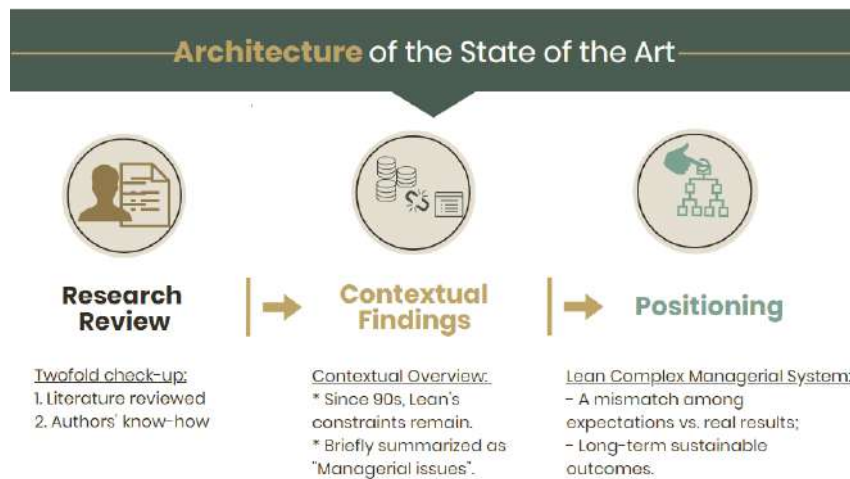 Architecture of the State of the Art
Research
Review
Contextual
Findings
Positioning
Twofold check-up:
1. Literature reviewed
2. Authors' know-how
Contextual Overview:
* Since 90s, Lean's
constraints remain.
* Briefly summarized as
"Managerial issues".
Lean Complex Managerial System:
- A mismatch among
expectations vs. real results;
- Long-term sustainable
outcomes.